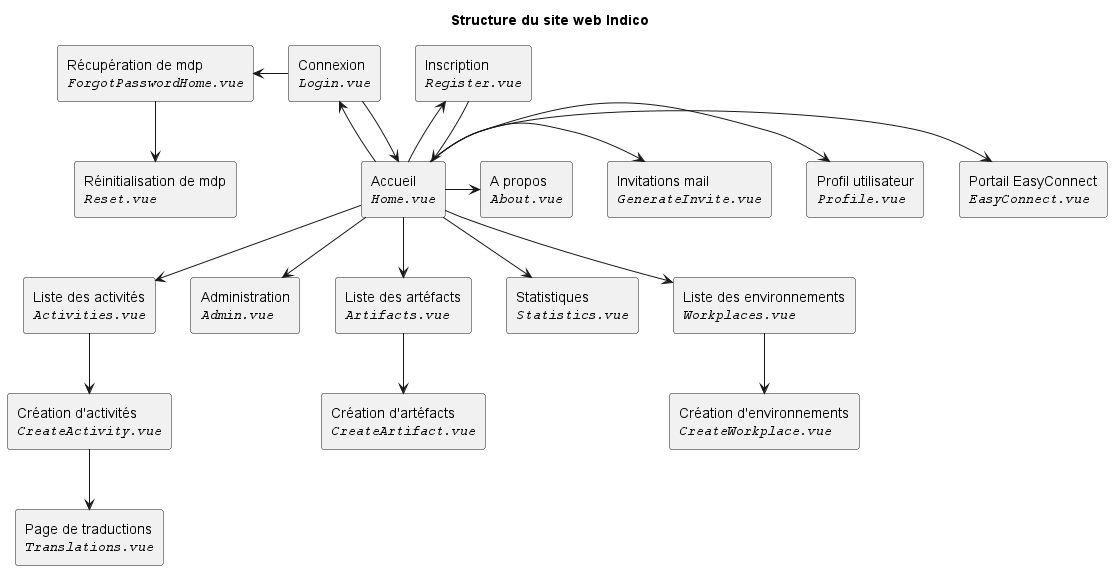 Structure du site web Indico
Récupération de mdp
ForgotPasswordHome.vue
Connexion
Login.vue
Inscription
Register.vue
Réinitialisation de mdp
Reset.vue
Accueil
Home.vue
A propos
About.vue
Invitations mail
GenerateInvite.vue
Profil utilisateur
Profile.vue
Portail EasyConnect
EasyConnect.vue
Liste des activités
Activities.vue
Administration
Admin.vue
Liste des artéfacts
Artifacts.vue
Statistiques
Statistics.vue
Liste des environnements
Workplaces.vue
Création d'activités
CreateActivity.vue
Création d'artéfacts
CreateArtifact.vue
Création d'environnements
CreateWorkplace.vue
Page de traductions
Translations.vue